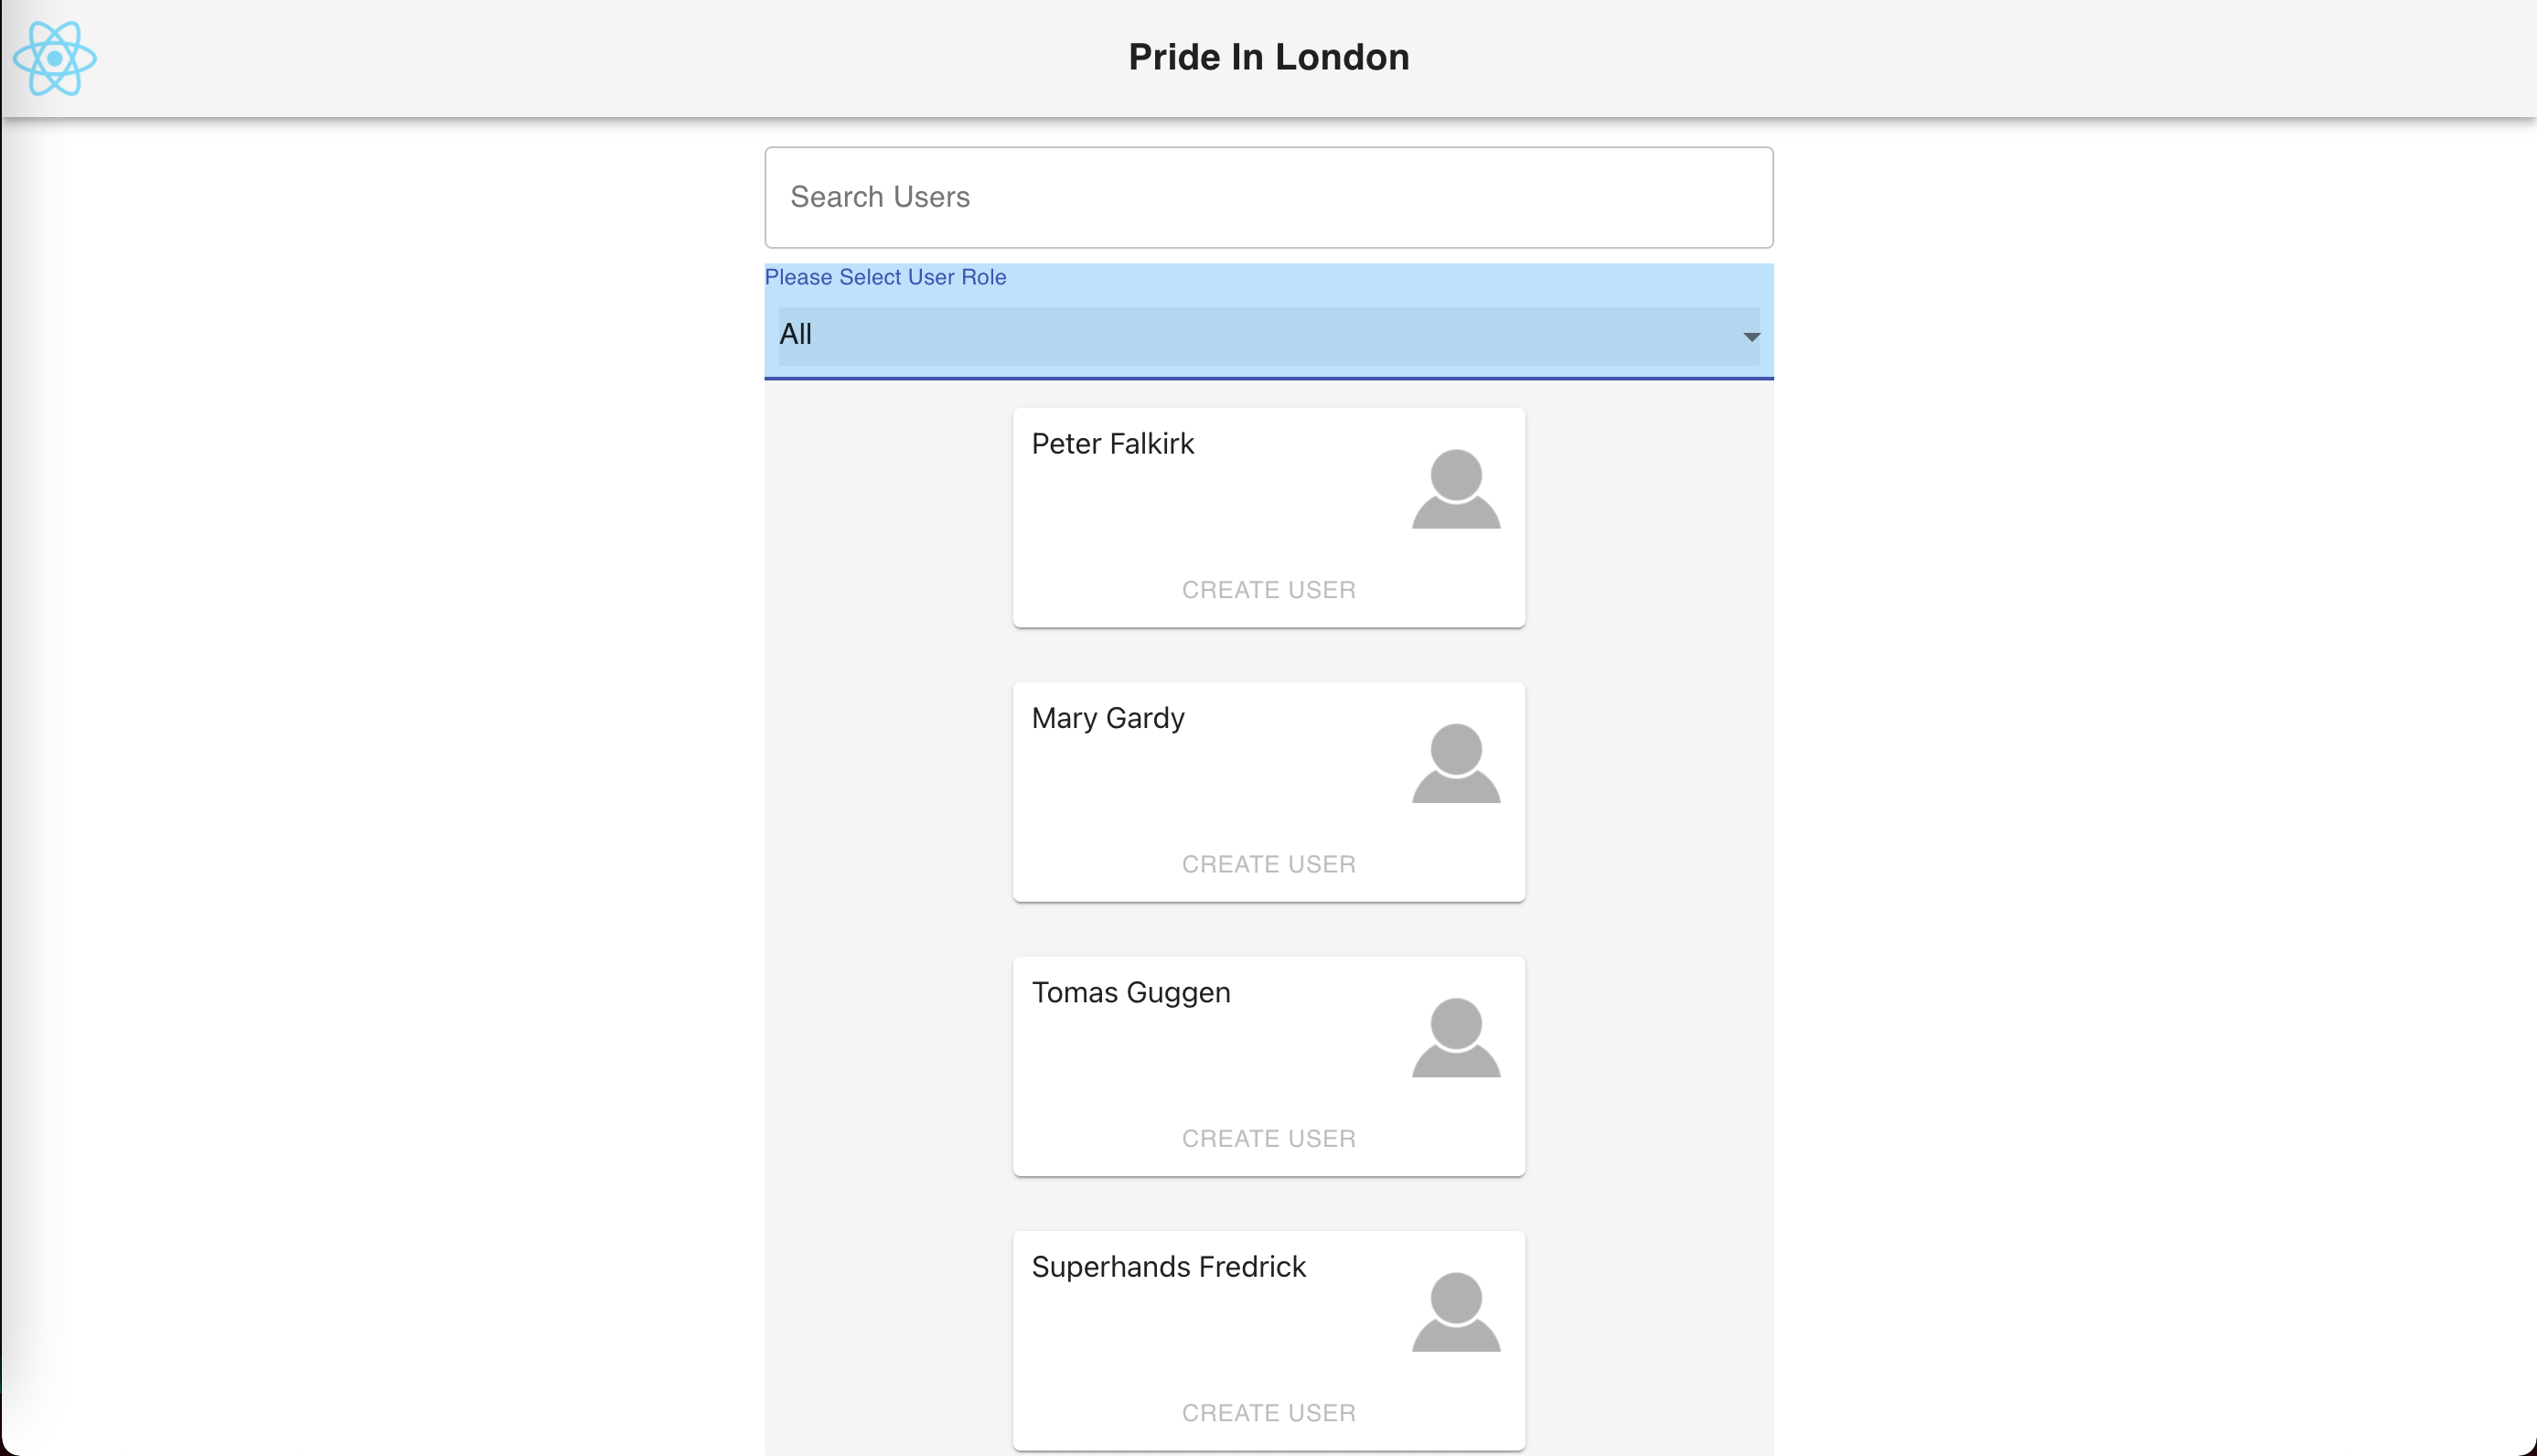 Pride In London
Search Users
Please Select User Role
All
Peter Falkirk
CREATE USER
Mary Gardy
CREATE USER
Tomas Guggen
CREATE USER
Superhands Fredrick
CREATE USER